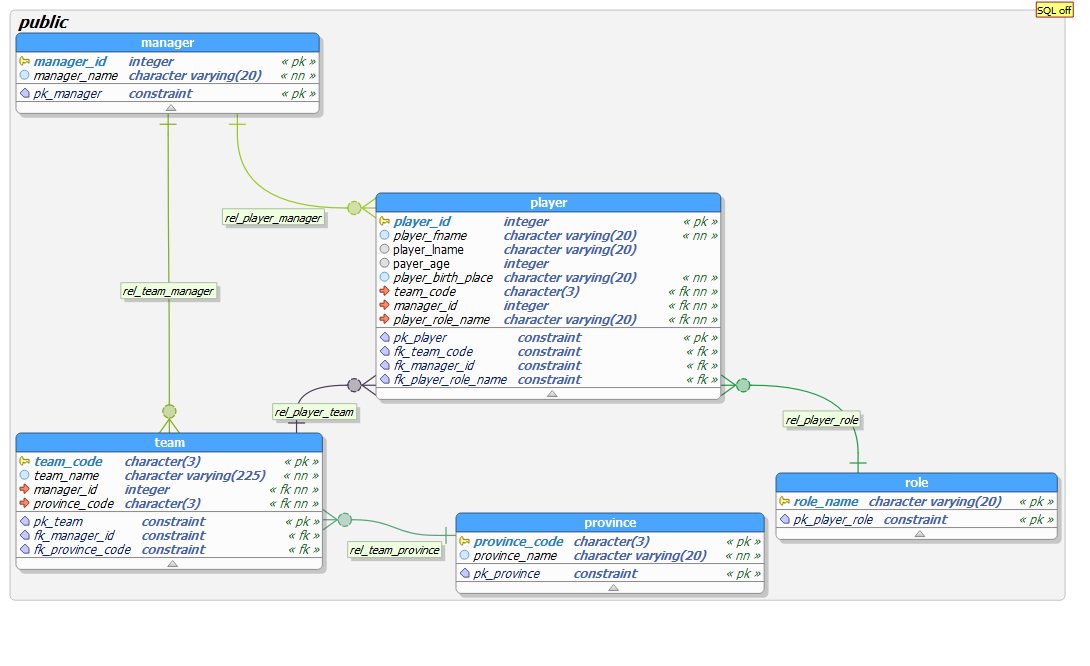 SQL off
public
manager
manager_id integer « pk »
manager_name character varying(20) « nn »
pk_manager constraint « pk »
rel_player_manager
player
player_id integer « pk »
player_fname character varying(20) « nn »
player_lname character varying(20)
payer_age integer
player_birth_place character varying(20) « nn »
team_code character(3) « fk nn »
manager_id integer « fk nn »
player_role_name character varying(20) « fk nn »
pk_player constraint « pk »
fk_team_code constraint « fk »
fk_manager_id constraint « fk »
fk_player_role_name constraint « fk »
rel_team_manager
rel_player_team
rel_player_role
team
team_code character(3) « pk »
team_name character varying(225) « nn »
manager_id integer « fk nn »
province_code character(3) « fk nn »
pk_team constraint « pk »
fk_manager_id constraint « fk »
fk_province_code constraint « fk »
rel_team_province
province
province_code character(3) « pk »
province_name character varying(20) « nn »
pk_province constraint « pk »
role
role_name character varying(20) « pk »
pk_player_role constraint « pk »